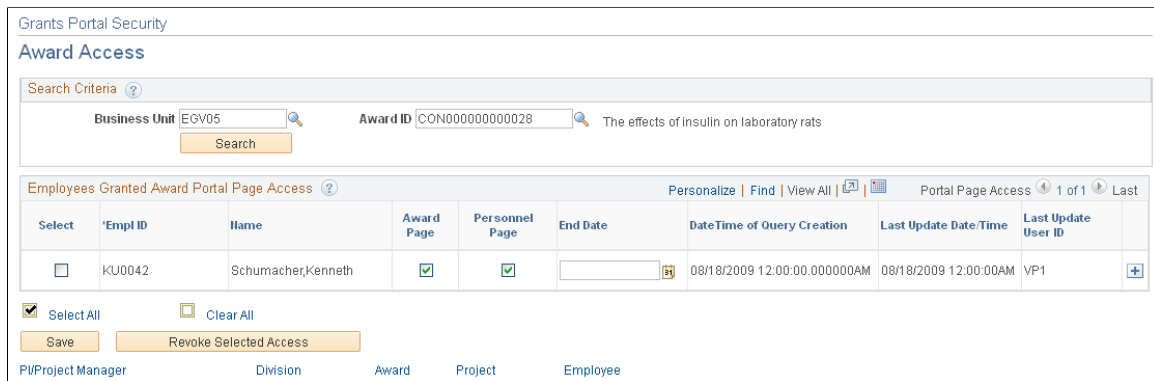 Grants Portal Security
Award Access
Search Criteria ?
Business Unit EGV05 Award ID CON000000000028 The effects of insulin on laboratory rats
Search
Employees Granted Award Portal Page Access ? Personalize | Find | View All | | Portal Page Access 1 of 1 Last
Select *Empl ID Name Award Page Personnel Page End Date DateTime of Query Creation Last Update Date/Time Last Update User ID
KU0042 Schumacher,Kenneth 31 08/18/2009 12:00:00.000000AM 08/18/2009 12:00:00AM VP1 +
Select All Clear All
Save Revoke Selected Access
PI/Project Manager Division Award Project Employee